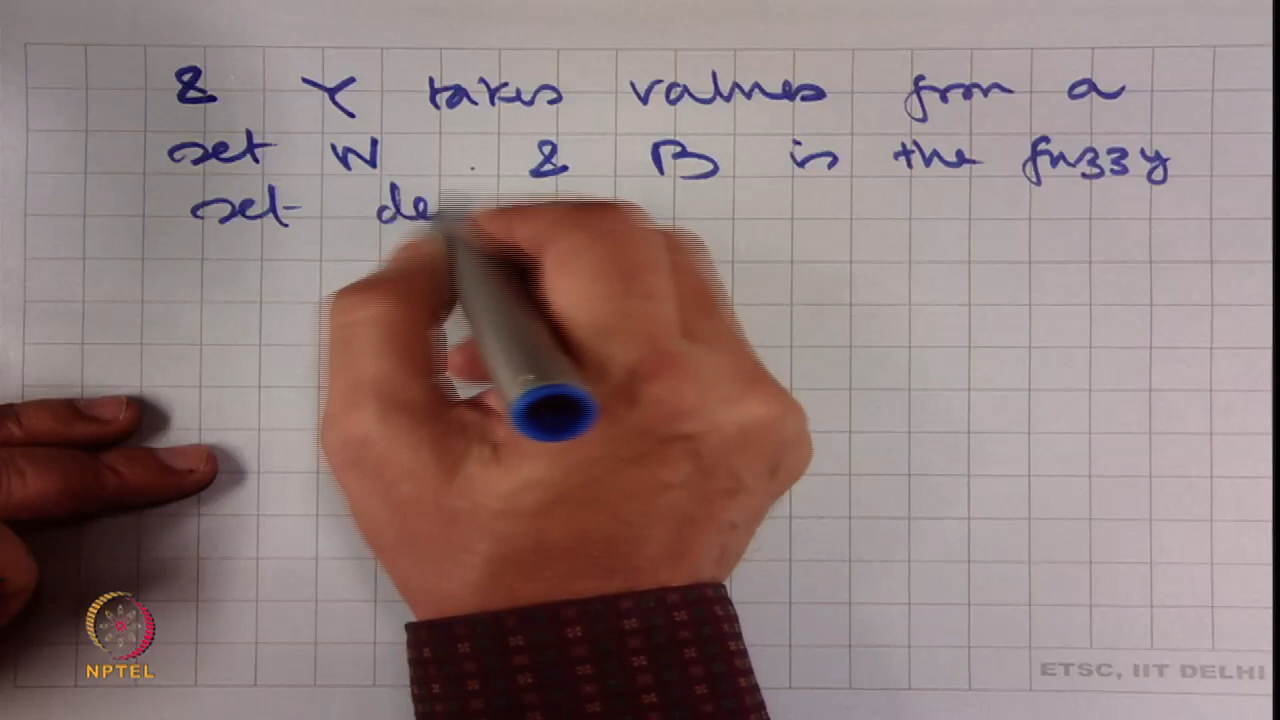 & Y takes values from a
set W . & B is the fuzzy
set de
NPTEL
ETSC, IIT DELHI